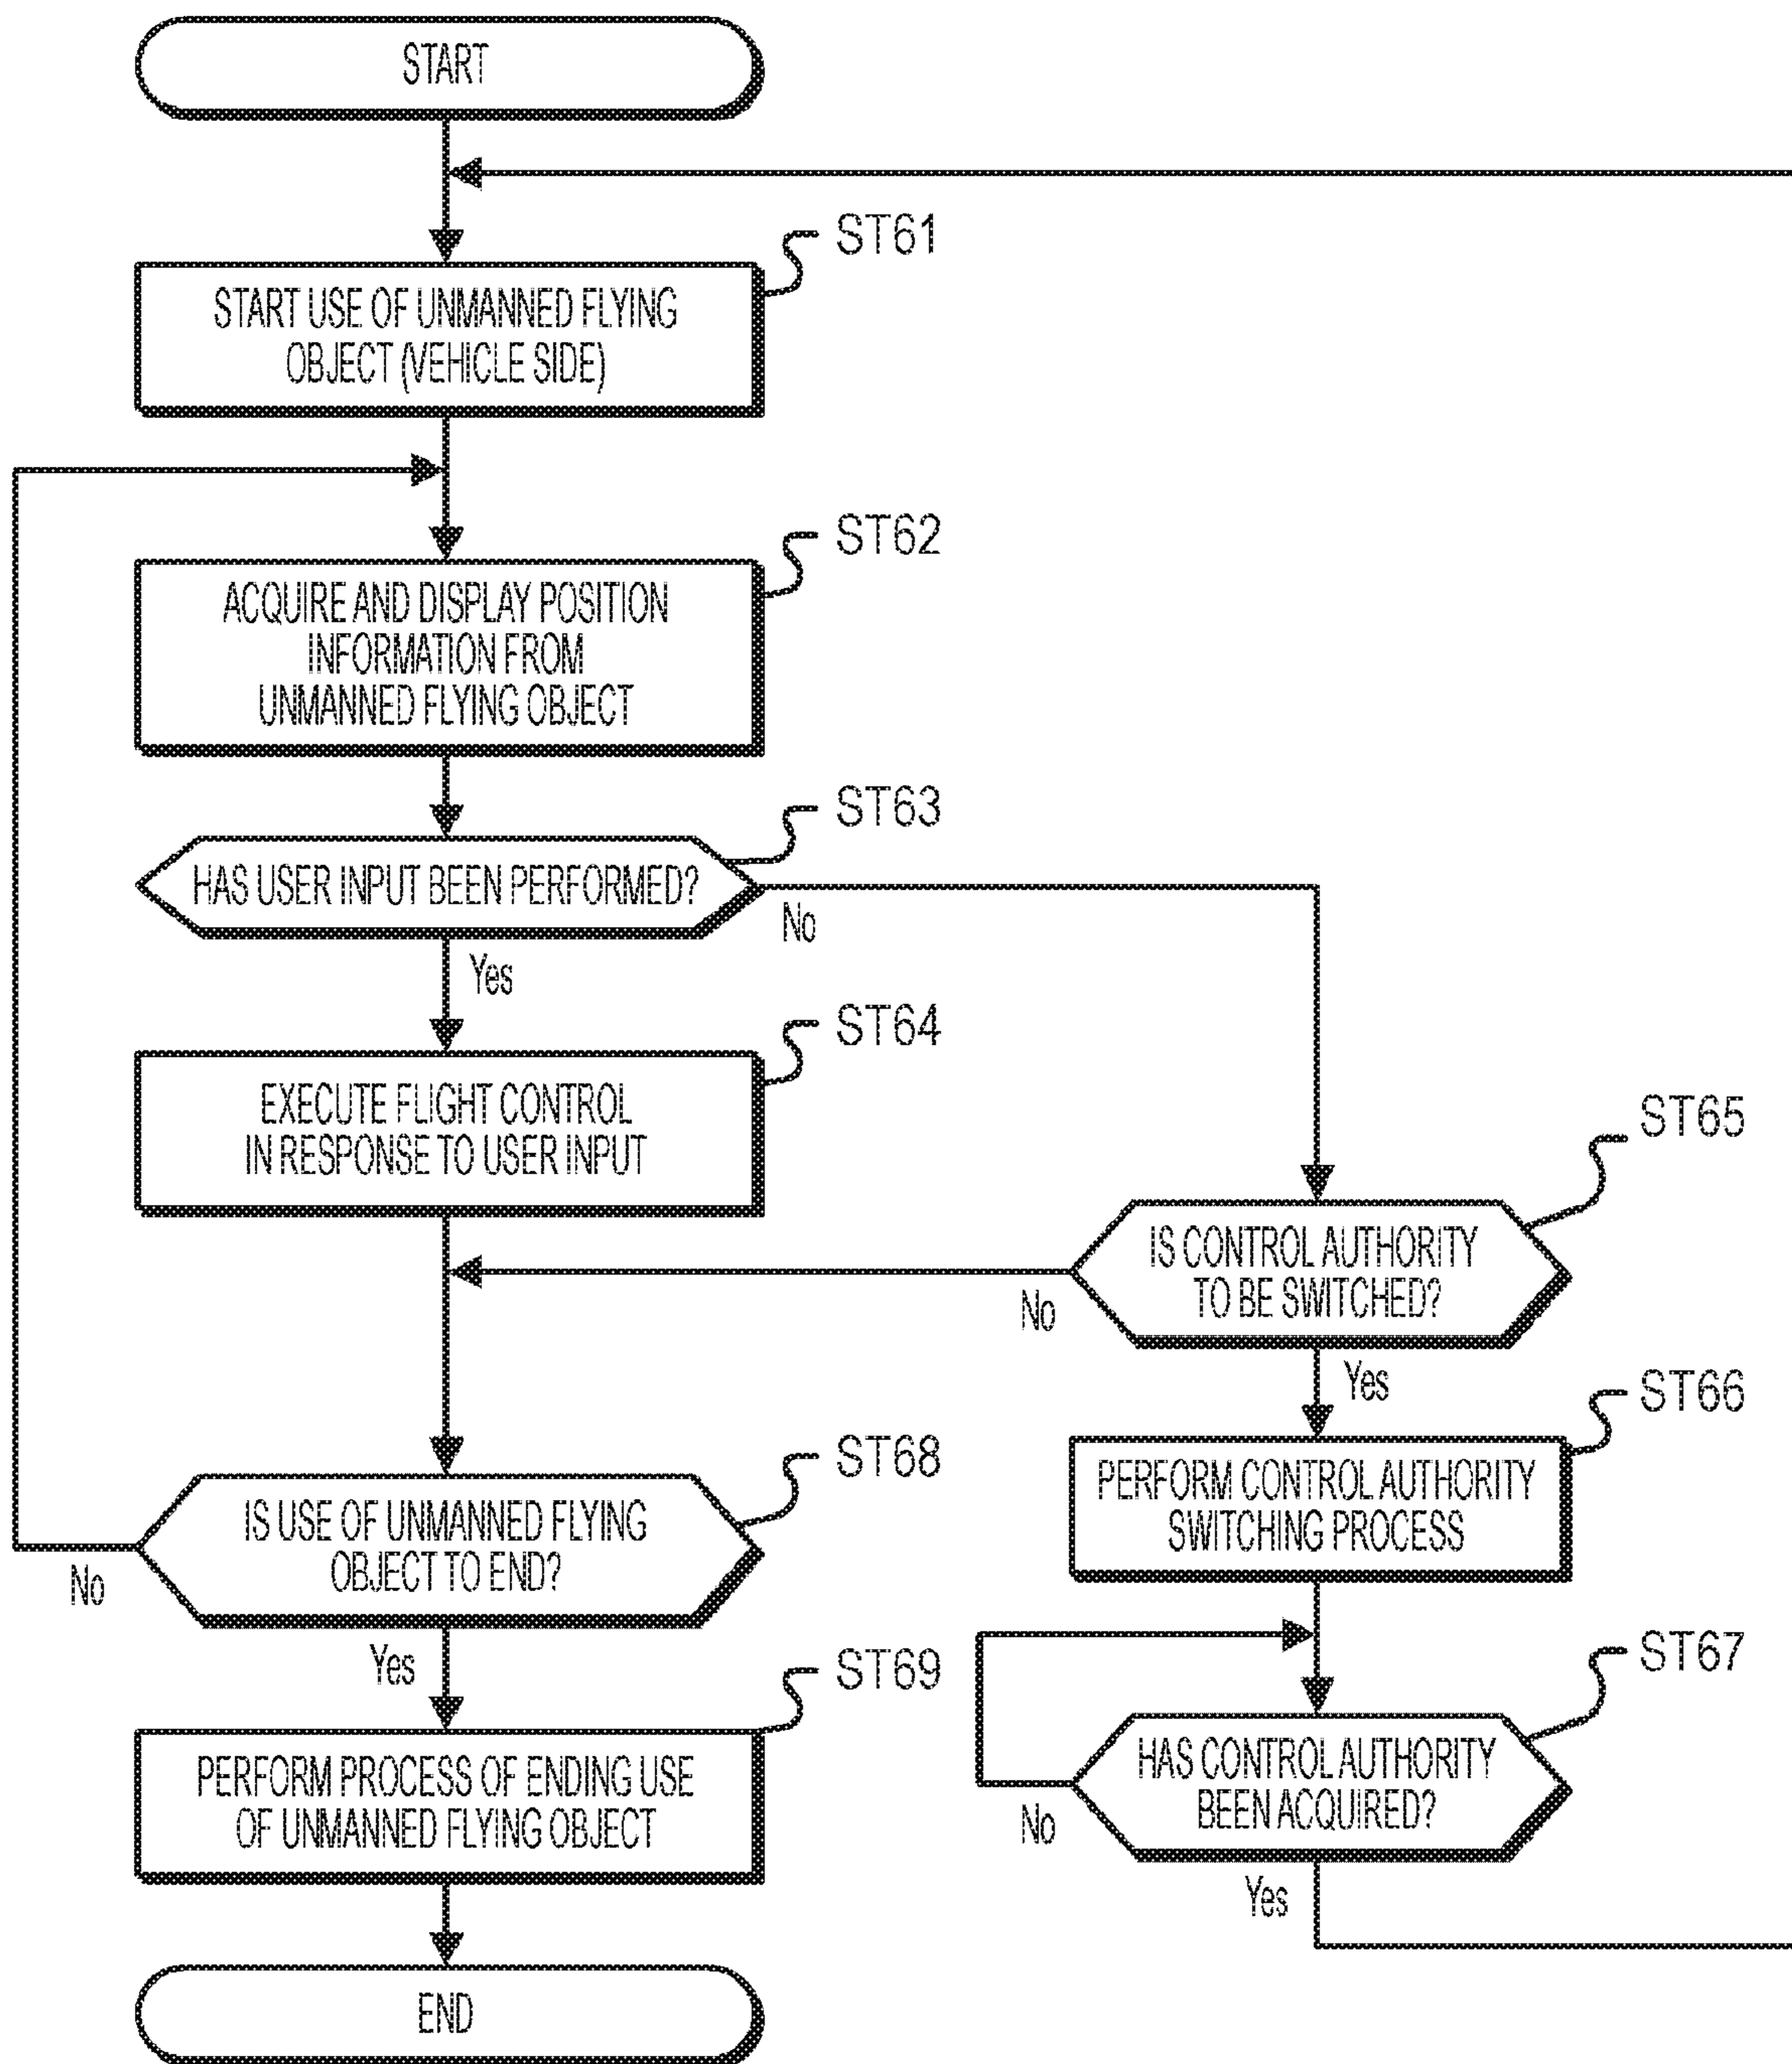 START
ST61
START USE OF UNMANNED FLYING
OBJECT (VEHICLE SIDE)
ST62
ACQUIRE AND DISPLAY POSITION
INFORMATION FROM
UNMANNED FLYING OBJECT
ST63
HAS USER INPUT BEEN PERFORMED?
No
Yes
ST64
EXECUTE FLIGHT CONTROL
IN RESPONSE TO USER INPUT
ST65
IS CONTROL AUTHORITY
TO BE SWITCHED?
No
Yes
ST66
PERFORM CONTROL AUTHORITY
SWITCHING PROCESS
ST67
HAS CONTROL AUTHORITY
BEEN ACQUIRED?
No
Yes
ST68
IS USE OF UNMANNED FLYING
OBJECT TO END?
No
Yes
ST69
PERFORM PROCESS OF ENDING USE
OF UNMANNED FLYING OBJECT
END